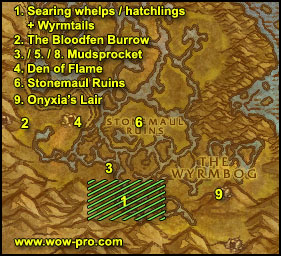 1. Searing whelps / hatchlings
+ Wyrmtails
2. The Bloodfen Burrow
3. / 5. / 8. Mudsprocket
4. Den of Flame
6. Stonemaul Ruins
9. Onyxia's Lair
2
4
STONEMAUL
RUINS
6
3
THE
WYRMBOG
1
9
www.wow-pro.com